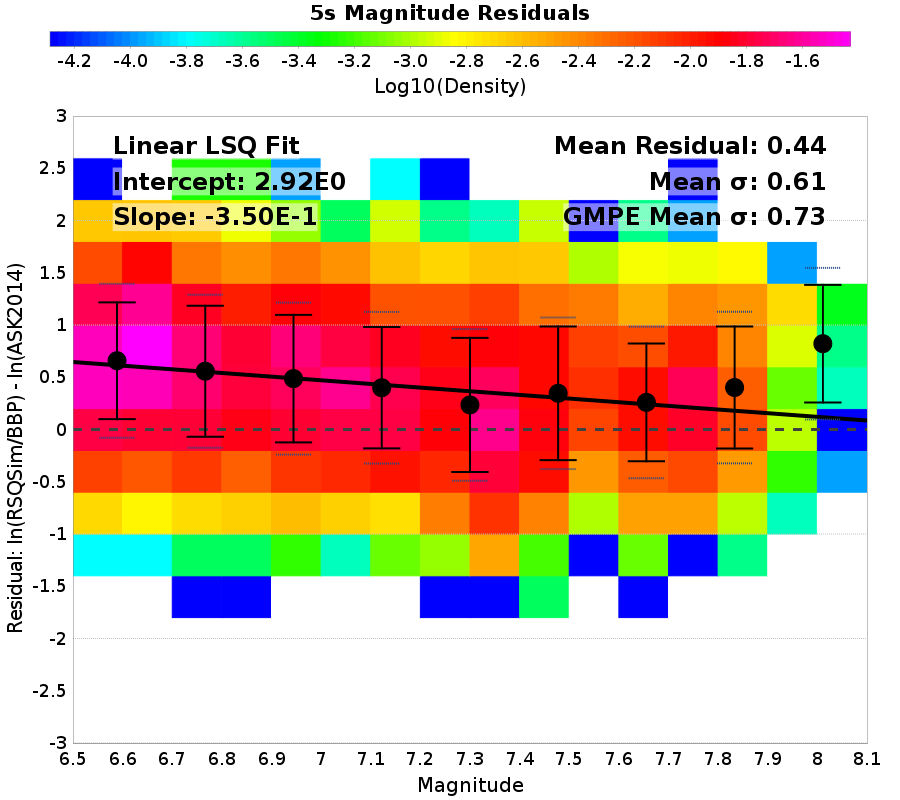 5s Magnitude Residuals
-4.2 -4.0 -3.8 -3.6 -3.4 -3.2 -3.0 -2.8 -2.6 -2.4 -2.2 -2.0 -1.8 -1.6
Log10(Density)
Linear LSQ Fit
Intercept: 2.92E0
Slope: -3.50E-1
Mean Residual: 0.44
Mean σ: 0.61
GMPE Mean σ: 0.73
Residual: ln(RSQSim/BBP) - ln(ASK2014)
3
2.5
2
1.5
1
0.5
0
-0.5
-1
-1.5
-2
-2.5
-3
6.5 6.6 6.7 6.8 6.9 7 7.1 7.2 7.3 7.4 7.5 7.6 7.7 7.8 7.9 8 8.1
Magnitude